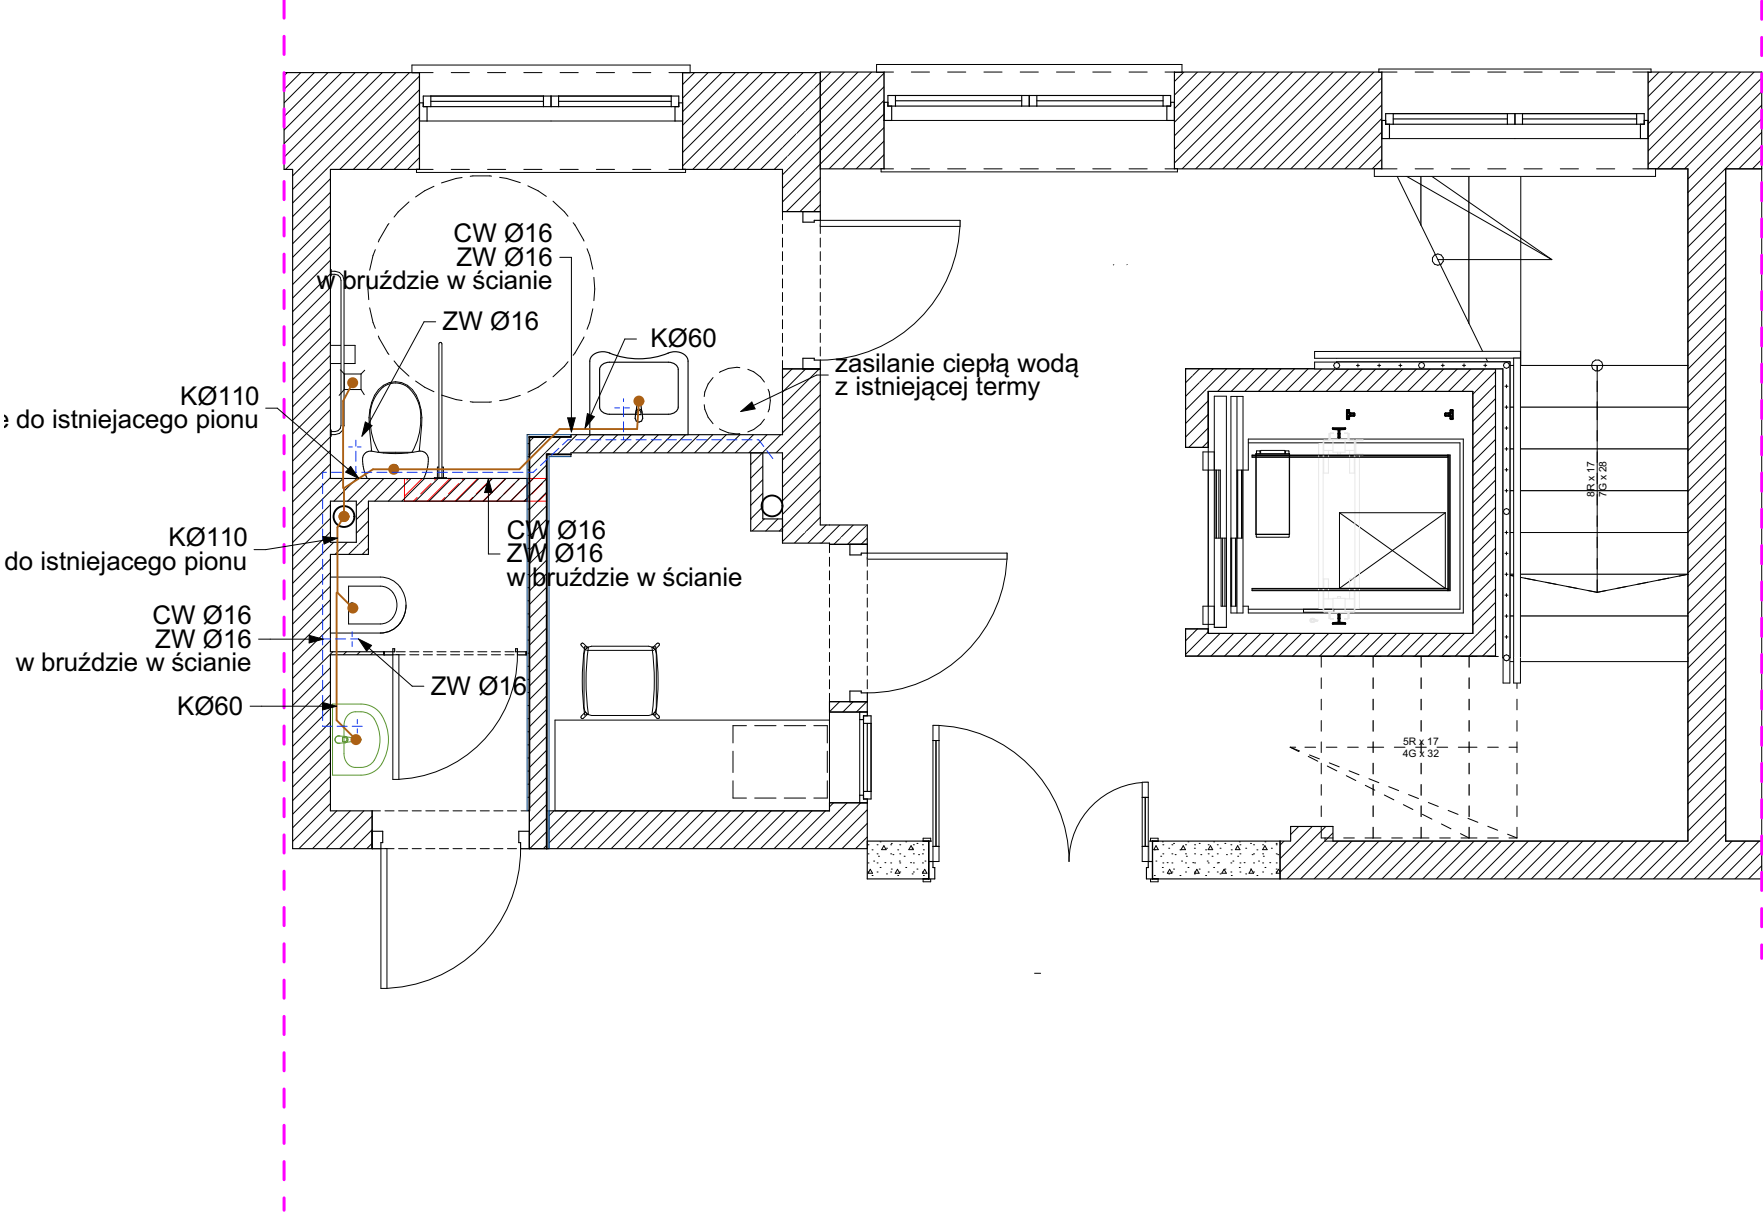 CW Ø16
ZW Ø16
w bruździe w ścianie
ZW Ø16
KØ60
zasilanie ciepłą wodą
z istniejącej termy
KØ110
do istniejacego pionu
KØ110
do istniejacego pionu
CW Ø16
ZW Ø16
w bruździe w ścianie
CW Ø16
ZW Ø16
w bruździe w ścianie
ZW Ø16
KØ60
8R x 17
7G x 28
5R x 17
4G x 32